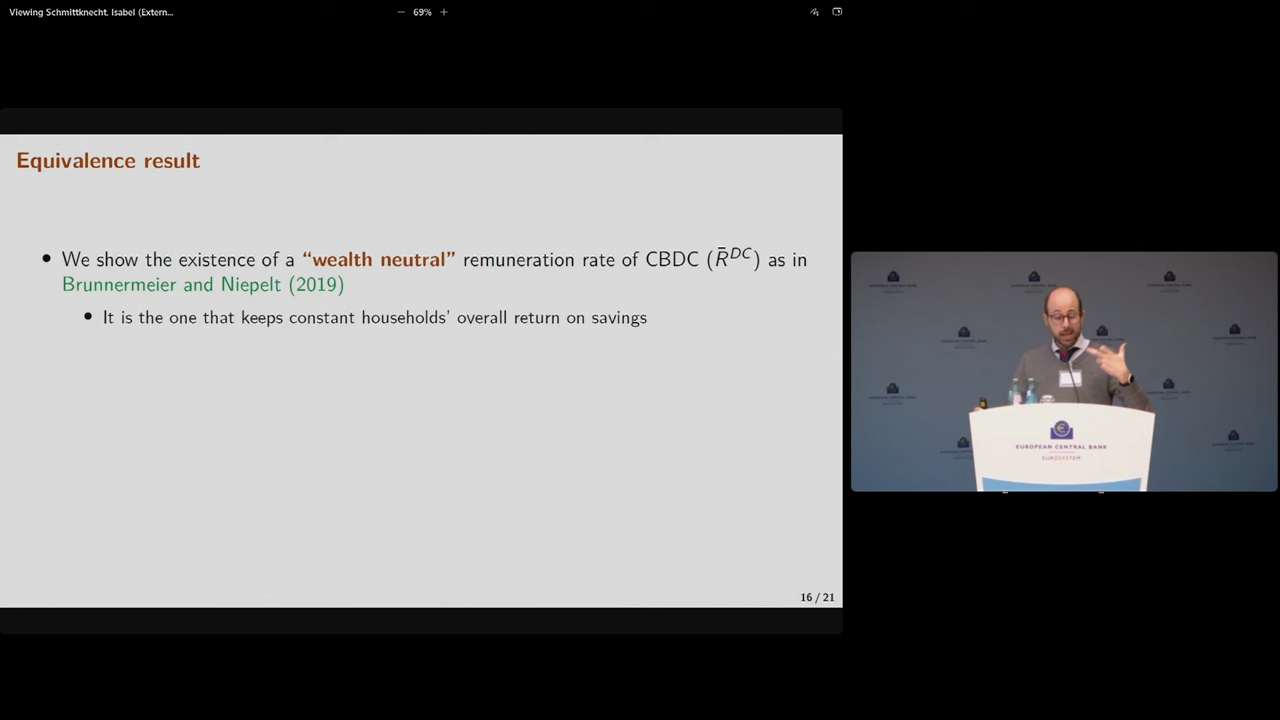 Viewing Schmittknecht, Isabel (Extern...
− 69% +
Equivalence result
• We show the existence of a “wealth neutral” remuneration rate of CBDC (R̄^DC) as in
Brunnermeier and Niepelt (2019)
• It is the one that keeps constant households' overall return on savings
16 / 21
EUROPEAN CENTRAL BANK
EUROSYSTEM